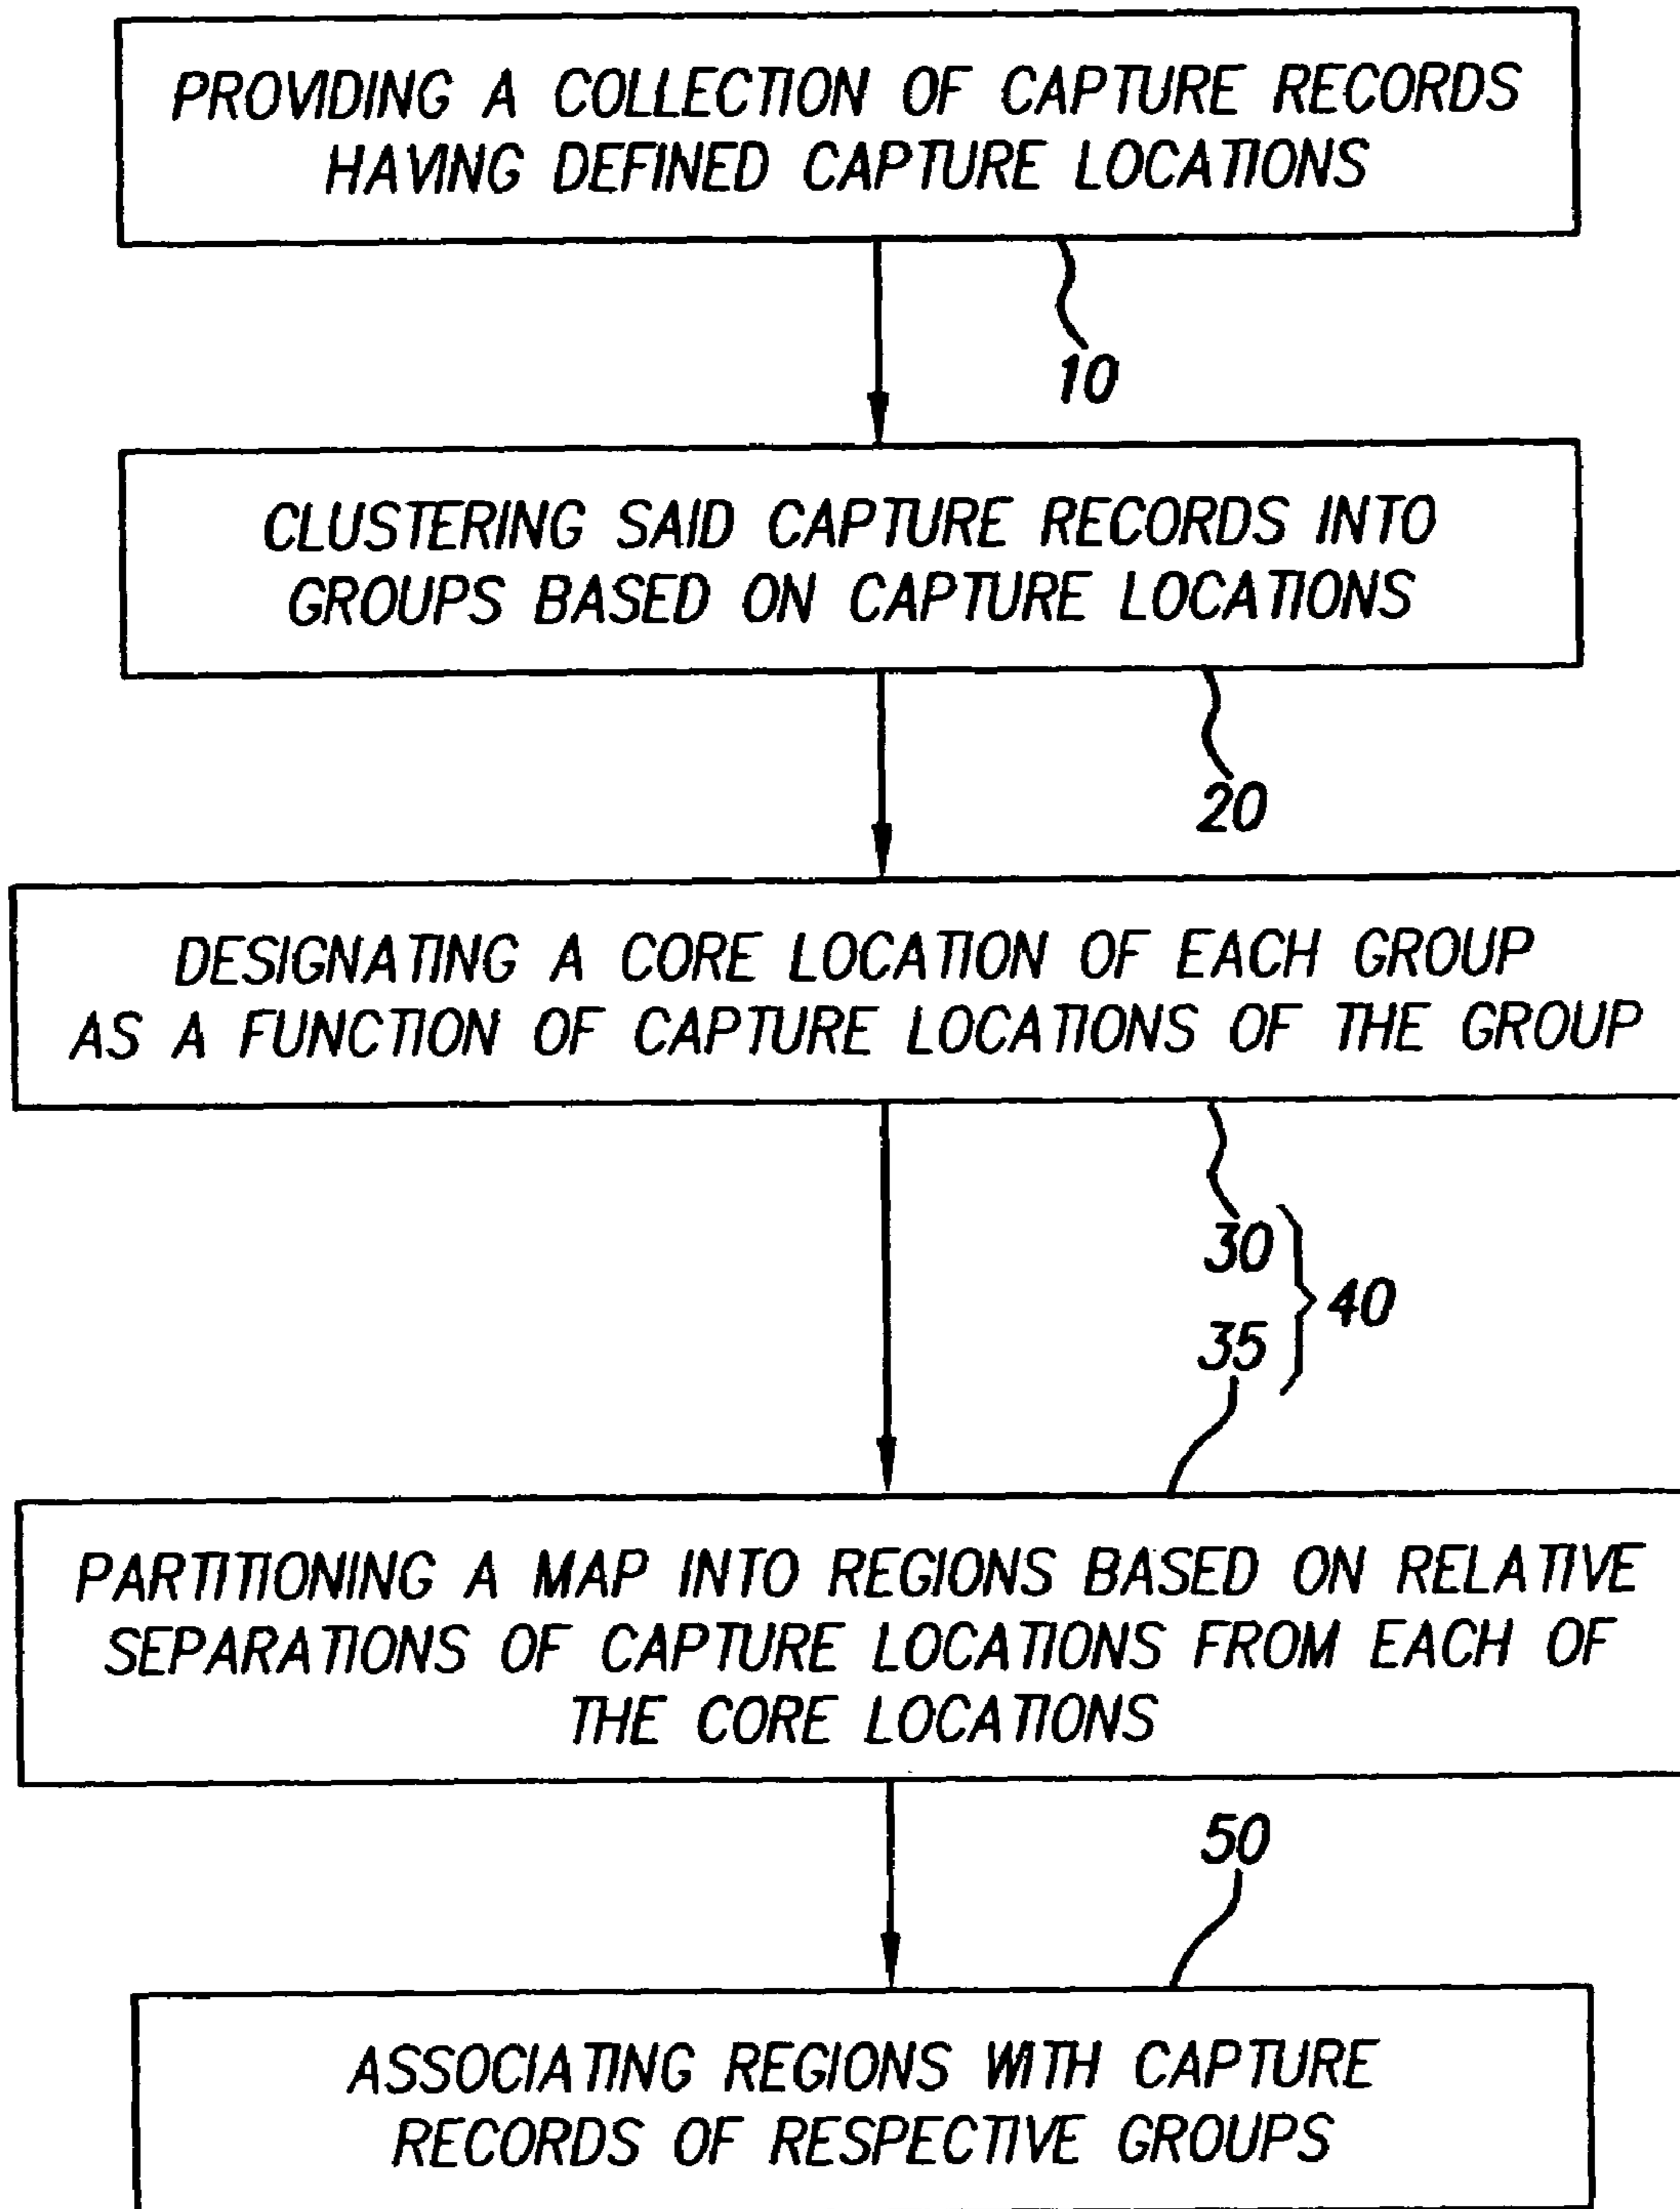 PROVIDING A COLLECTION OF CAPTURE RECORDS
HAVING DEFINED CAPTURE LOCATIONS
10
CLUSTERING SAID CAPTURE RECORDS INTO
GROUPS BASED ON CAPTURE LOCATIONS
20
DESIGNATING A CORE LOCATION OF EACH GROUP
AS A FUNCTION OF CAPTURE LOCATIONS OF THE GROUP
30
40
35
PARTITIONING A MAP INTO REGIONS BASED ON RELATIVE
SEPARATIONS OF CAPTURE LOCATIONS FROM EACH OF
THE CORE LOCATIONS
50
ASSOCIATING REGIONS WITH CAPTURE
RECORDS OF RESPECTIVE GROUPS